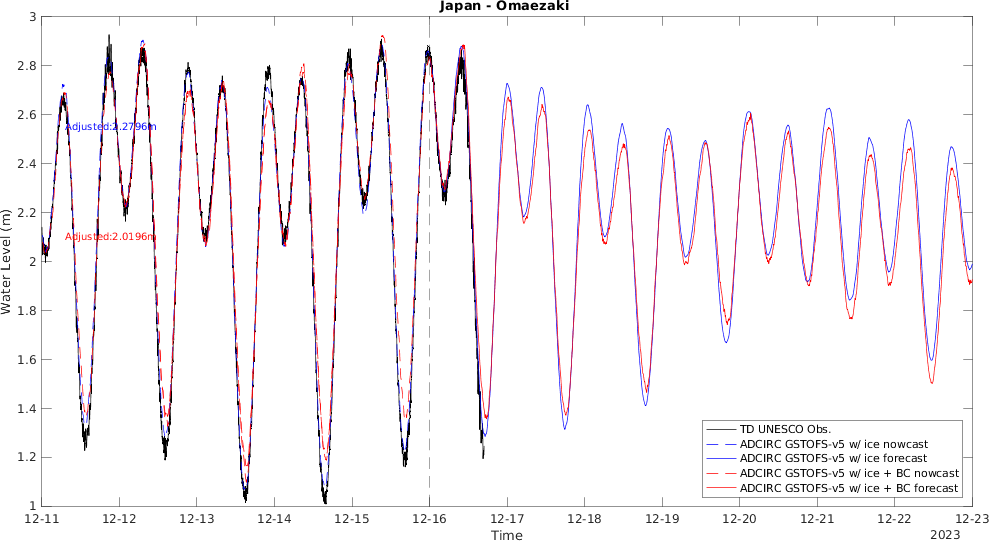 Japan - Omaezaki
3
2.8
2.6
2.4
2.2
2
1.8
1.6
1.4
1.2
1
Water Level (m)
Adjusted:2.2796m
Adjusted:2.0196m
TD UNESCO Obs.
ADCIRC GSTOFS-v5 w/ ice nowcast
ADCIRC GSTOFS-v5 w/ ice forecast
ADCIRC GSTOFS-v5 w/ ice + BC nowcast
ADCIRC GSTOFS-v5 w/ ice + BC forecast
12-11 12-12 12-13 12-14 12-15 12-16 12-17 12-18 12-19 12-20 12-21 12-22 12-23
Time
2023